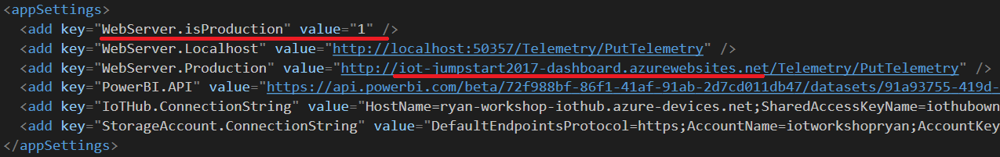 <appSettings>
<add key="WebServer.isProduction" value="1" />
<add key="WebServer.Localhost" value="http://localhost:50357/Telemetry/PutTelemetry" />
<add key="WebServer.Production" value="http://iot-jumpstart2017-dashboard.azurewebsites.net/Telemetry/PutTelemetry" />
<add key="PowerBI.API" value="https://api.powerbi.com/beta/72f988bf-86f1-41af-91ab-2d7cd011db47/datasets/91a93755-419d-
<add key="IoTHub.ConnectionString" value="HostName=ryan-workshop-iothub.azure-devices.net;SharedAccessKeyName=iothubown
<add key="StorageAccount.ConnectionString" value="DefaultEndpointsProtocol=https;AccountName=iotworkshopryan;AccountKey
</appSettings>